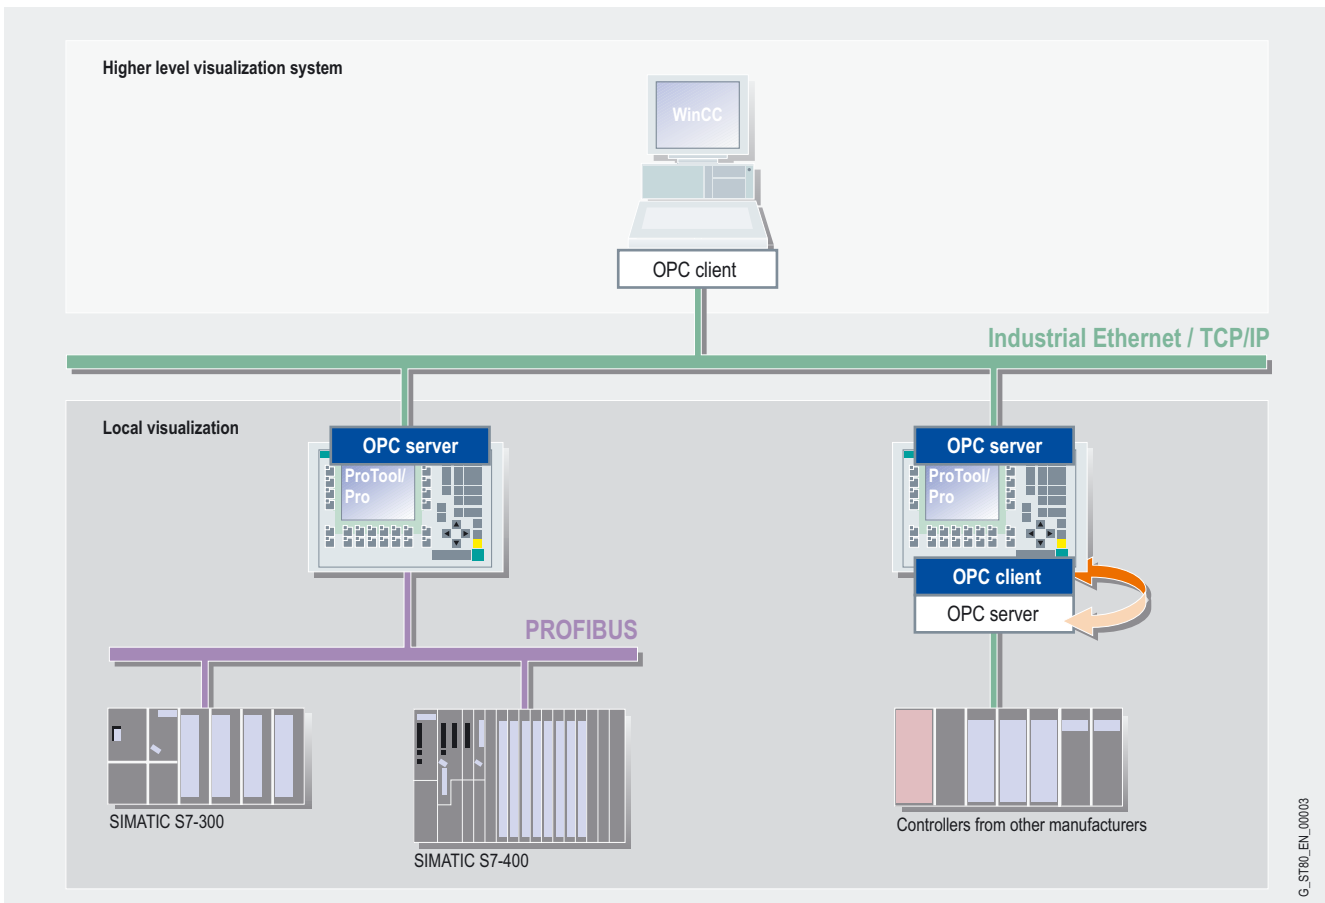 Higher level visualization system
WinCC
OPC client
Industrial Ethernet / TCP/IP
Local visualization
OPC server
ProTool/
Pro
OPC server
ProTool/
Pro
OPC client
OPC server
PROFIBUS
SIMATIC S7-300
SIMATIC S7-400
Controllers from other manufacturers
G_ST80_EN_00003